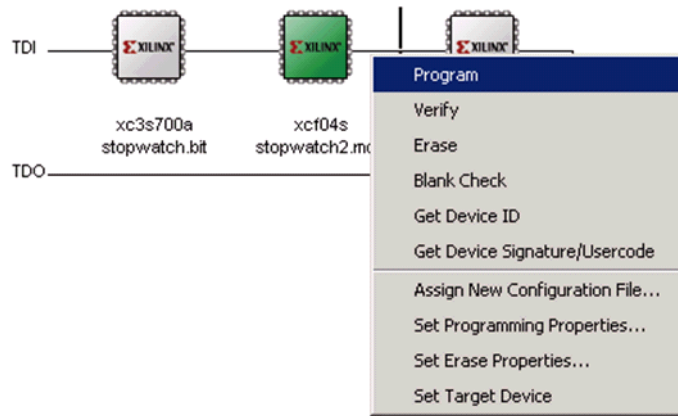 TDI
XILINX
XILINX
XILINX
xc3s700a
stopwatch.bit
xcf04s
TDO
Program
Verify
Erase
Blank Check
Get Device ID
Get Device Signature/Usercode
Assign New Configuration File...
Set Programming Properties...
Set Erase Properties...
Set Target Device